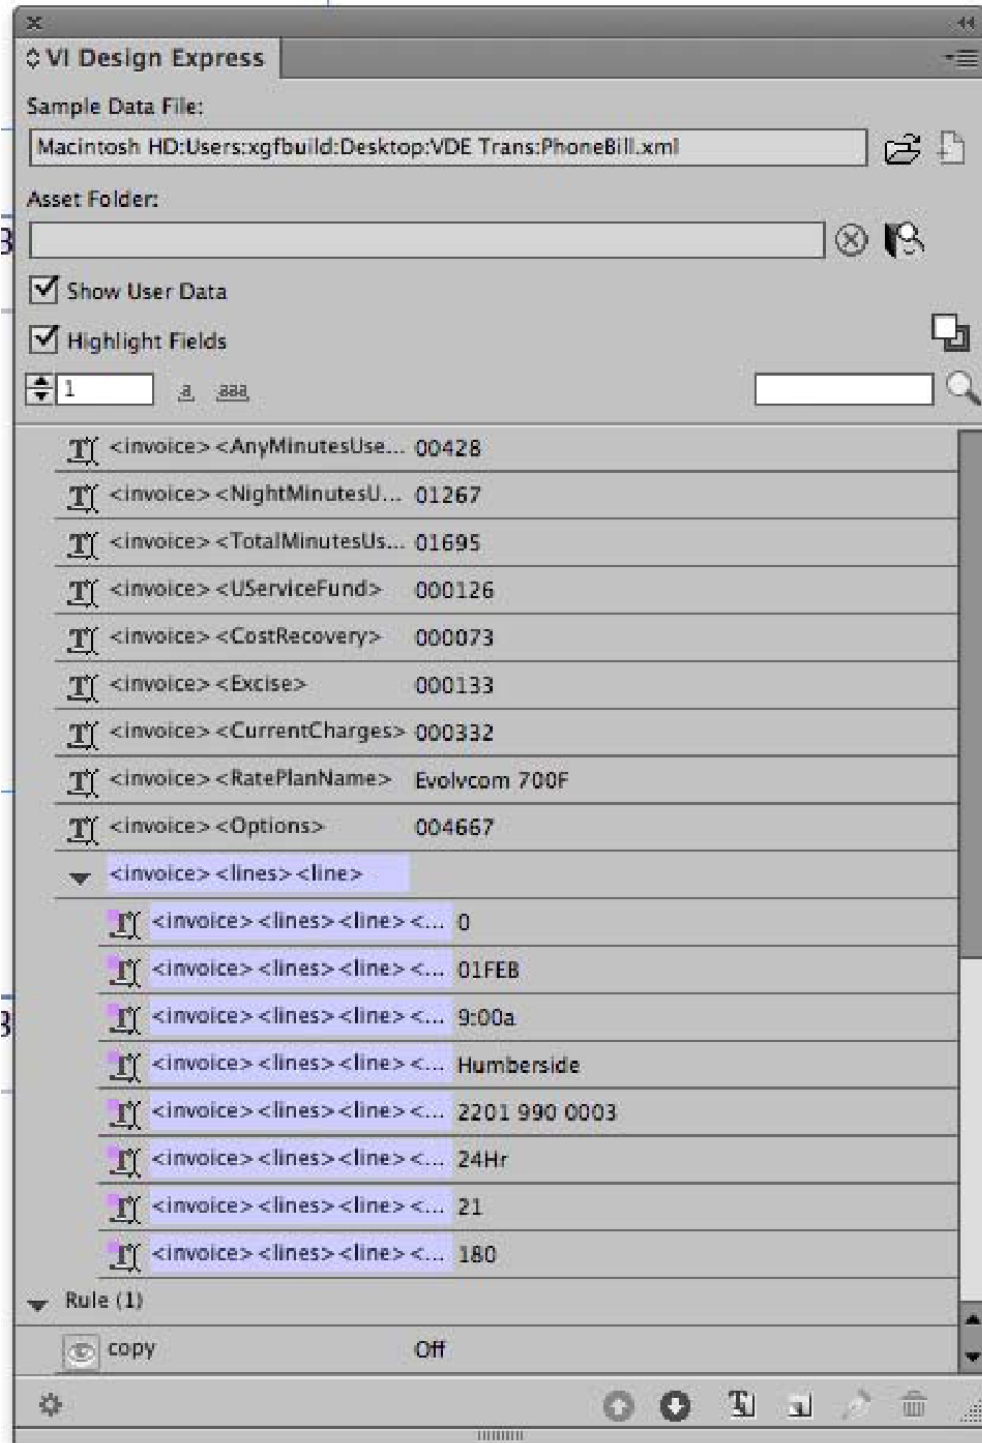 VI Design Express
Sample Data File:
Macintosh HD:Users:xgfbuild:Desktop:VDE Trans:PhoneBill.xml
Asset Folder:
Show User Data
Highlight Fields
1 a aaa
<invoice><AnyMinutesUse... 00428
<invoice><NightMinutesU... 01267
<invoice><TotalMinutesUs... 01695
<invoice><UServiceFund> 000126
<invoice><CostRecovery> 000073
<invoice><Excise> 000133
<invoice><CurrentCharges> 000332
<invoice><RatePlanName> Evolvcom 700F
<invoice><Options> 004667
<invoice><lines><line>
<invoice><lines><line><... 0
<invoice><lines><line><... 01FEB
<invoice><lines><line><... 9:00a
<invoice><lines><line><... Humberside
<invoice><lines><line><... 2201 990 0003
<invoice><lines><line><... 24Hr
<invoice><lines><line><... 21
<invoice><lines><line><... 180
Rule (1)
copy Off